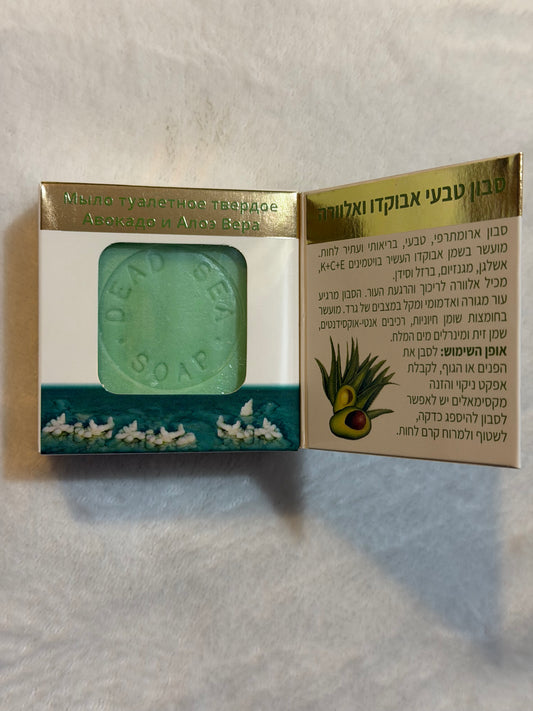 Мыло туалетное твердое
Авокадо и Алоэ Вера
DEAD SEA
SOAP
סבון טבעי אבוקדו ואלוורה
סבון ארומתרפי, טבעי, בריאותי ועתיר לחות.
מועשר בשמן אבוקדו העשיר בויטמינים K+C+E,
אשלגן, מגנזיום, ברזל וסידן.
מכיל אלוורה לריכוך והרגעת העור. הסבון מרגיע
עור מגורה ואדמומי ומקל במצבים של גרד. מועשר
בחומצות שומן חיוניות, רכיבים אנטי-אוקסידנטים,
שמן זית ומינרלים מים המלח.
אופן השימוש: לסבן את
הפנים או הגוף, לקבלת
אפקט ניקוי והזנה
מקסימאלים יש לאפשר
לסבון להיספג כדקה,
לשטוף ולמרוח קרם לחות.